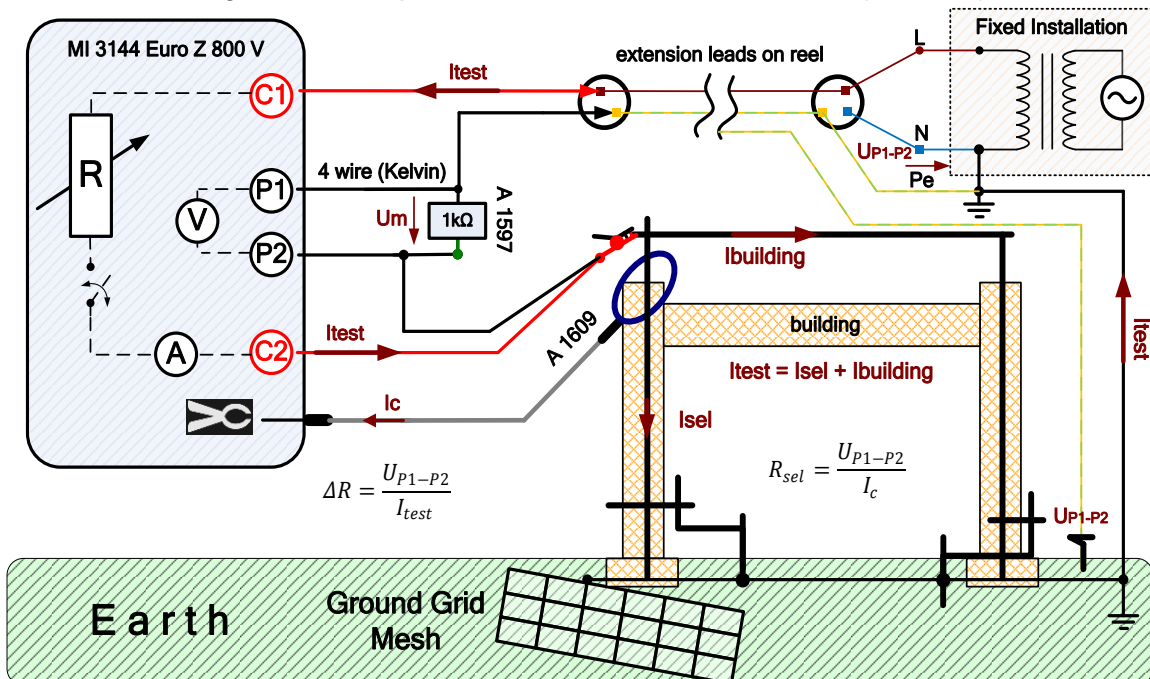 MI 3144 Euro Z 800 V
C1
R
P1
V
P2
C2
A
Itest
4 wire (Kelvin)
Um
1kΩ
A 1597
Itest
Ic
A 1609
extension leads on reel
L
N
UP1-P2
Pe
Fixed Installation
Ibuilding
building
Itest = Isel + Ibuilding
Isel
Itest
ΔR = UP1−P2 / Itest
Rsel = UP1−P2 / Ic
UP1-P2
Earth
Ground Grid
Mesh